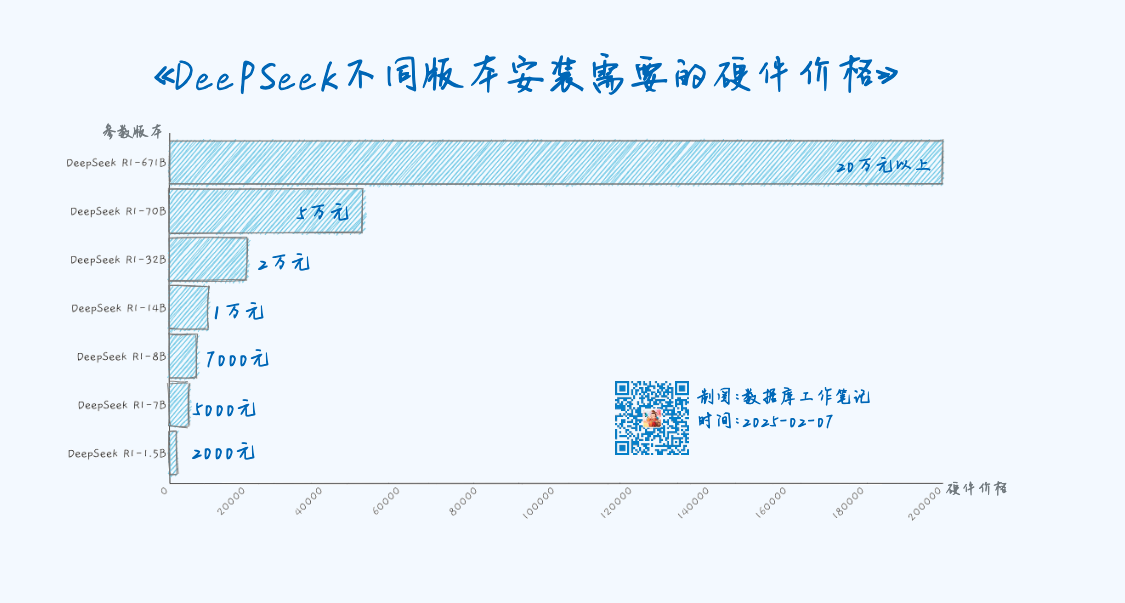 《DeePSeek不同版本安装需要的硬件价格》
参数版本
DeepSeek R1-671B
20万元以上
DeepSeek R1-70B
5万元
DeepSeek R1-32B
2万元
DeepSeek R1-14B
1万元
DeepSeek R1-8B
7000元
DeepSeek R1-7B
5000元
DeepSeek R1-1.5B
2000元
制图:数据库工作笔记
时间:2025-02-07
0 20000 40000 60000 80000 100000 120000 140000 160000 180000 200000
硬件价格